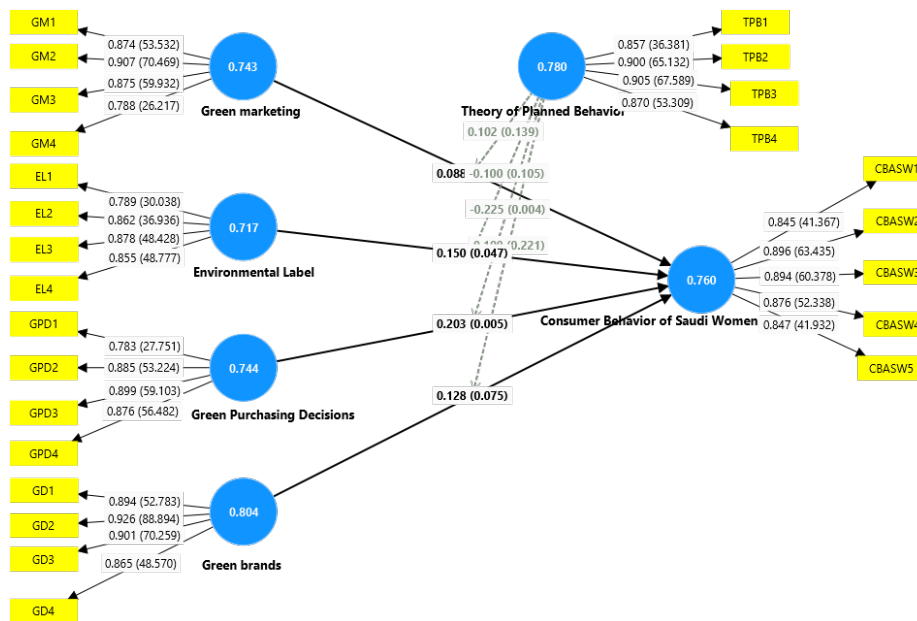 GM1
GM2
GM3
GM4
0.874 (53.532)
0.907 (70.469)
0.875 (59.932)
0.788 (26.217)
0.743
Green marketing
TPB1
TPB2
TPB3
TPB4
0.857 (36.381)
0.900 (65.132)
0.905 (67.589)
0.870 (53.309)
0.780
Theory of Planned Behavior
0.102 (0.139)
0.088
-0.100 (0.105)
-0.225 (0.004)
(0.221)
EL1
EL2
EL3
EL4
0.789 (30.038)
0.862 (36.936)
0.878 (48.428)
0.855 (48.777)
0.717
Environmental Label
0.150 (0.047)
CBASW1
CBASW2
CBASW3
CBASW4
CBASW5
0.845 (41.367)
0.896 (63.435)
0.894 (60.378)
0.876 (52.338)
0.847 (41.932)
0.760
Consumer Behavior of Saudi Women
GPD1
GPD2
GPD3
GPD4
0.783 (27.751)
0.885 (53.224)
0.899 (59.103)
0.876 (56.482)
0.744
Green Purchasing Decisions
0.203 (0.005)
0.128 (0.075)
GD1
GD2
GD3
GD4
0.894 (52.783)
0.926 (88.894)
0.901 (70.259)
0.865 (48.570)
0.804
Green brands